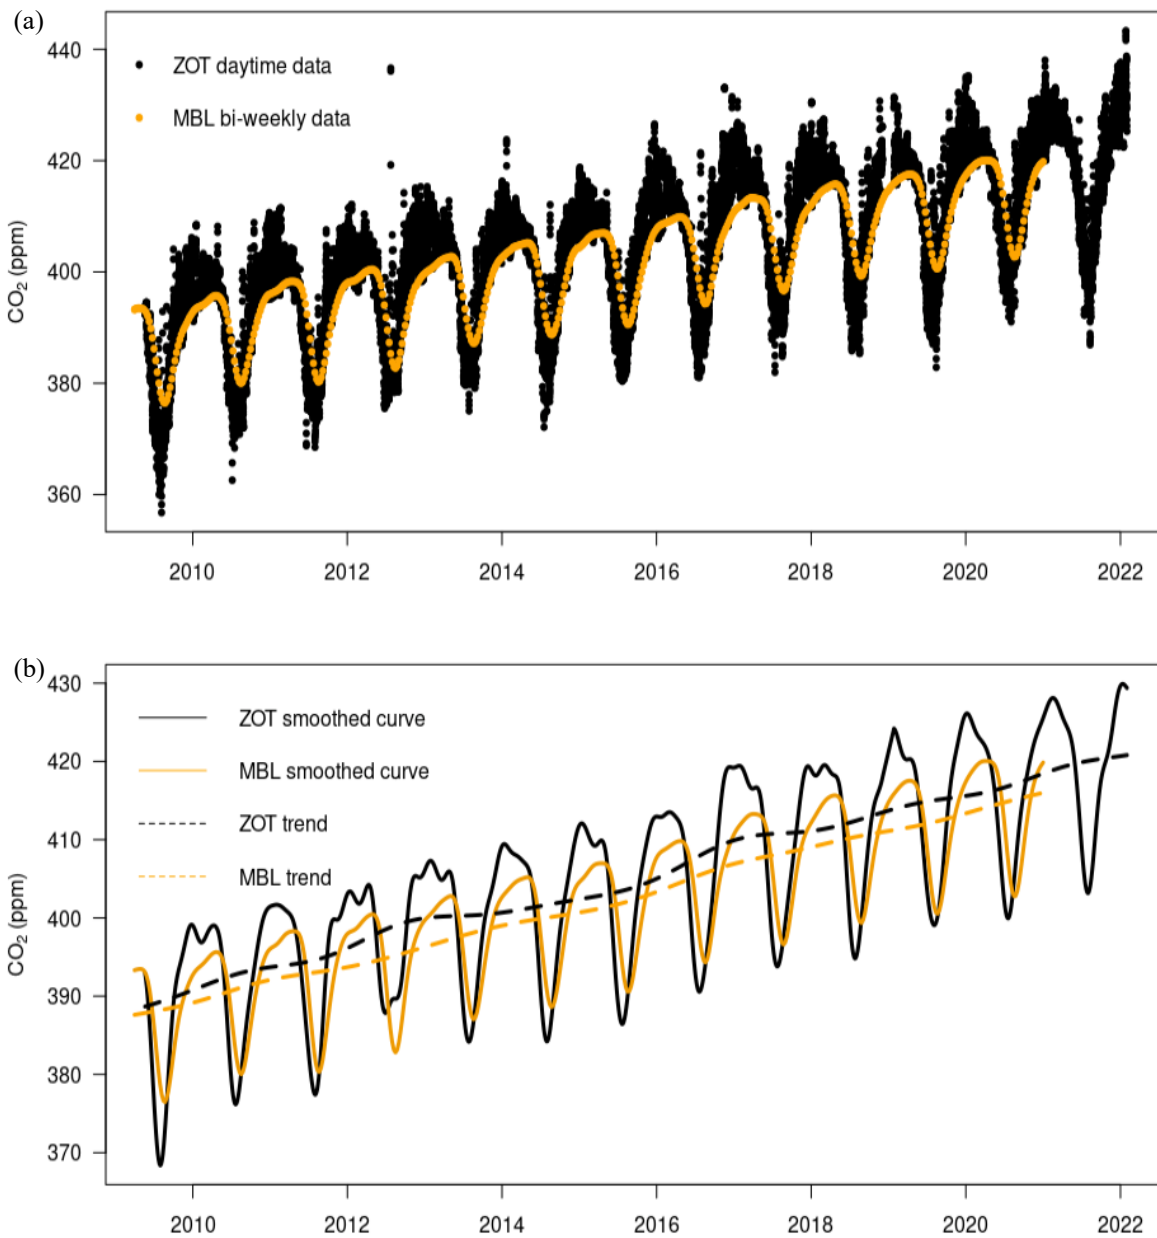 (a)
440
420
400
380
360
CO2 (ppm)
ZOT daytime data
MBL bi-weekly data
2010 2012 2014 2016 2018 2020 2022
(b)
430
420
410
400
390
380
370
CO2 (ppm)
ZOT smoothed curve
MBL smoothed curve
ZOT trend
MBL trend
2010 2012 2014 2016 2018 2020 2022